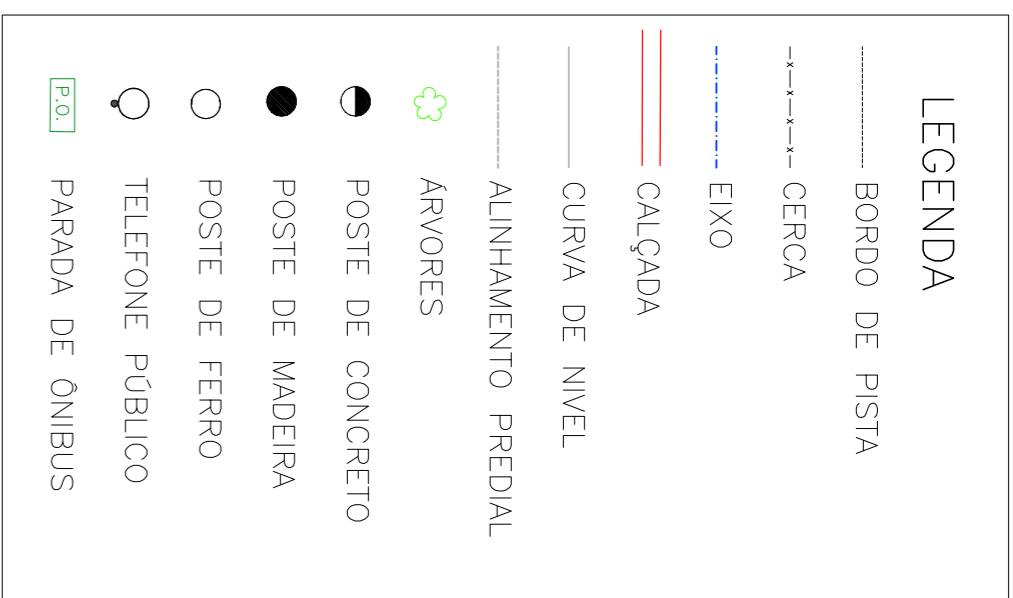 LEGENDA
BORDO DE PISTA
CERCA
EIXO
CALÇADA
CURVA DE NIVEL
ALINHAMENTO PREDIAL
ÁRVORES
POSTE DE CONCRETO
POSTE DE MADEIRA
POSTE DE FERRO
TELEFONE PÚBLICO
P.O. PARADA DE ÔNIBUS